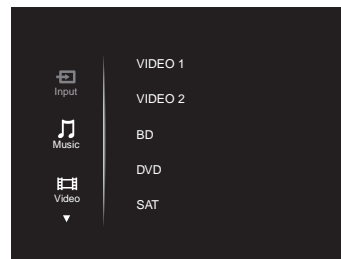 Input
Music
Video
VIDEO 1
VIDEO 2
BD
DVD
SAT